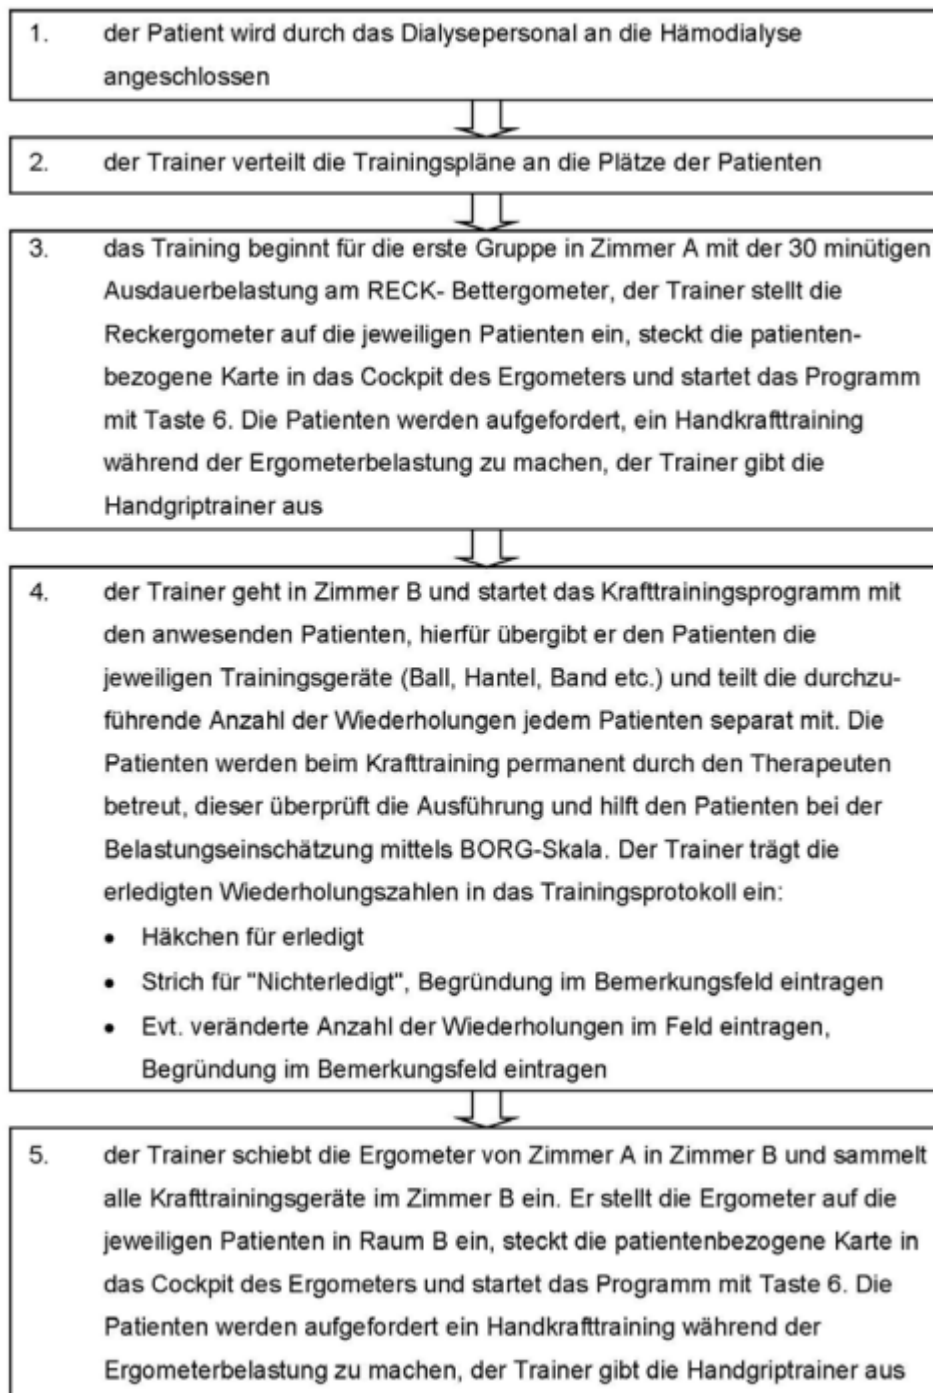 1. der Patient wird durch das Dialysepersonal an die Hämodialyse
angeschlossen
2. der Trainer verteilt die Trainingspläne an die Plätze der Patienten
3. das Training beginnt für die erste Gruppe in Zimmer A mit der 30 minütigen
Ausdauerbelastung am RECK- Bettergometer, der Trainer stellt die
Reckergometer auf die jeweiligen Patienten ein, steckt die patienten-
bezogene Karte in das Cockpit des Ergometers und startet das Programm
mit Taste 6. Die Patienten werden aufgefordert, ein Handkrafttraining
während der Ergometerbelastung zu machen, der Trainer gibt die
Handgriptrainer aus
4. der Trainer geht in Zimmer B und startet das Krafttrainingsprogramm mit
den anwesenden Patienten, hierfür übergibt er den Patienten die
jeweiligen Trainingsgeräte (Ball, Hantel, Band etc.) und teilt die durchzu-
führende Anzahl der Wiederholungen jedem Patienten separat mit. Die
Patienten werden beim Krafttraining permanent durch den Therapeuten
betreut, dieser überprüft die Ausführung und hilft den Patienten bei der
Belastungseinschätzung mittels BORG-Skala. Der Trainer trägt die
erledigten Wiederholungszahlen in das Trainingsprotokoll ein:
• Häkchen für erledigt
• Strich für "Nichterledigt", Begründung im Bemerkungsfeld eintragen
• Evt. veränderte Anzahl der Wiederholungen im Feld eintragen,
Begründung im Bemerkungsfeld eintragen
5. der Trainer schiebt die Ergometer von Zimmer A in Zimmer B und sammelt
alle Krafttrainingsgeräte im Zimmer B ein. Er stellt die Ergometer auf die
jeweiligen Patienten in Raum B ein, steckt die patientenbezogene Karte in
das Cockpit des Ergometers und startet das Programm mit Taste 6. Die
Patienten werden aufgefordert ein Handkrafttraining während der
Ergometerbelastung zu machen, der Trainer gibt die Handgriptrainer aus